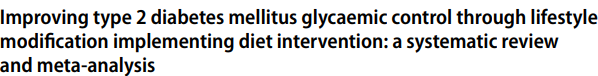 Improving type 2 diabetes mellitus glycaemic control through lifestyle
modification implementing diet intervention: a systematic review
and meta-analysis